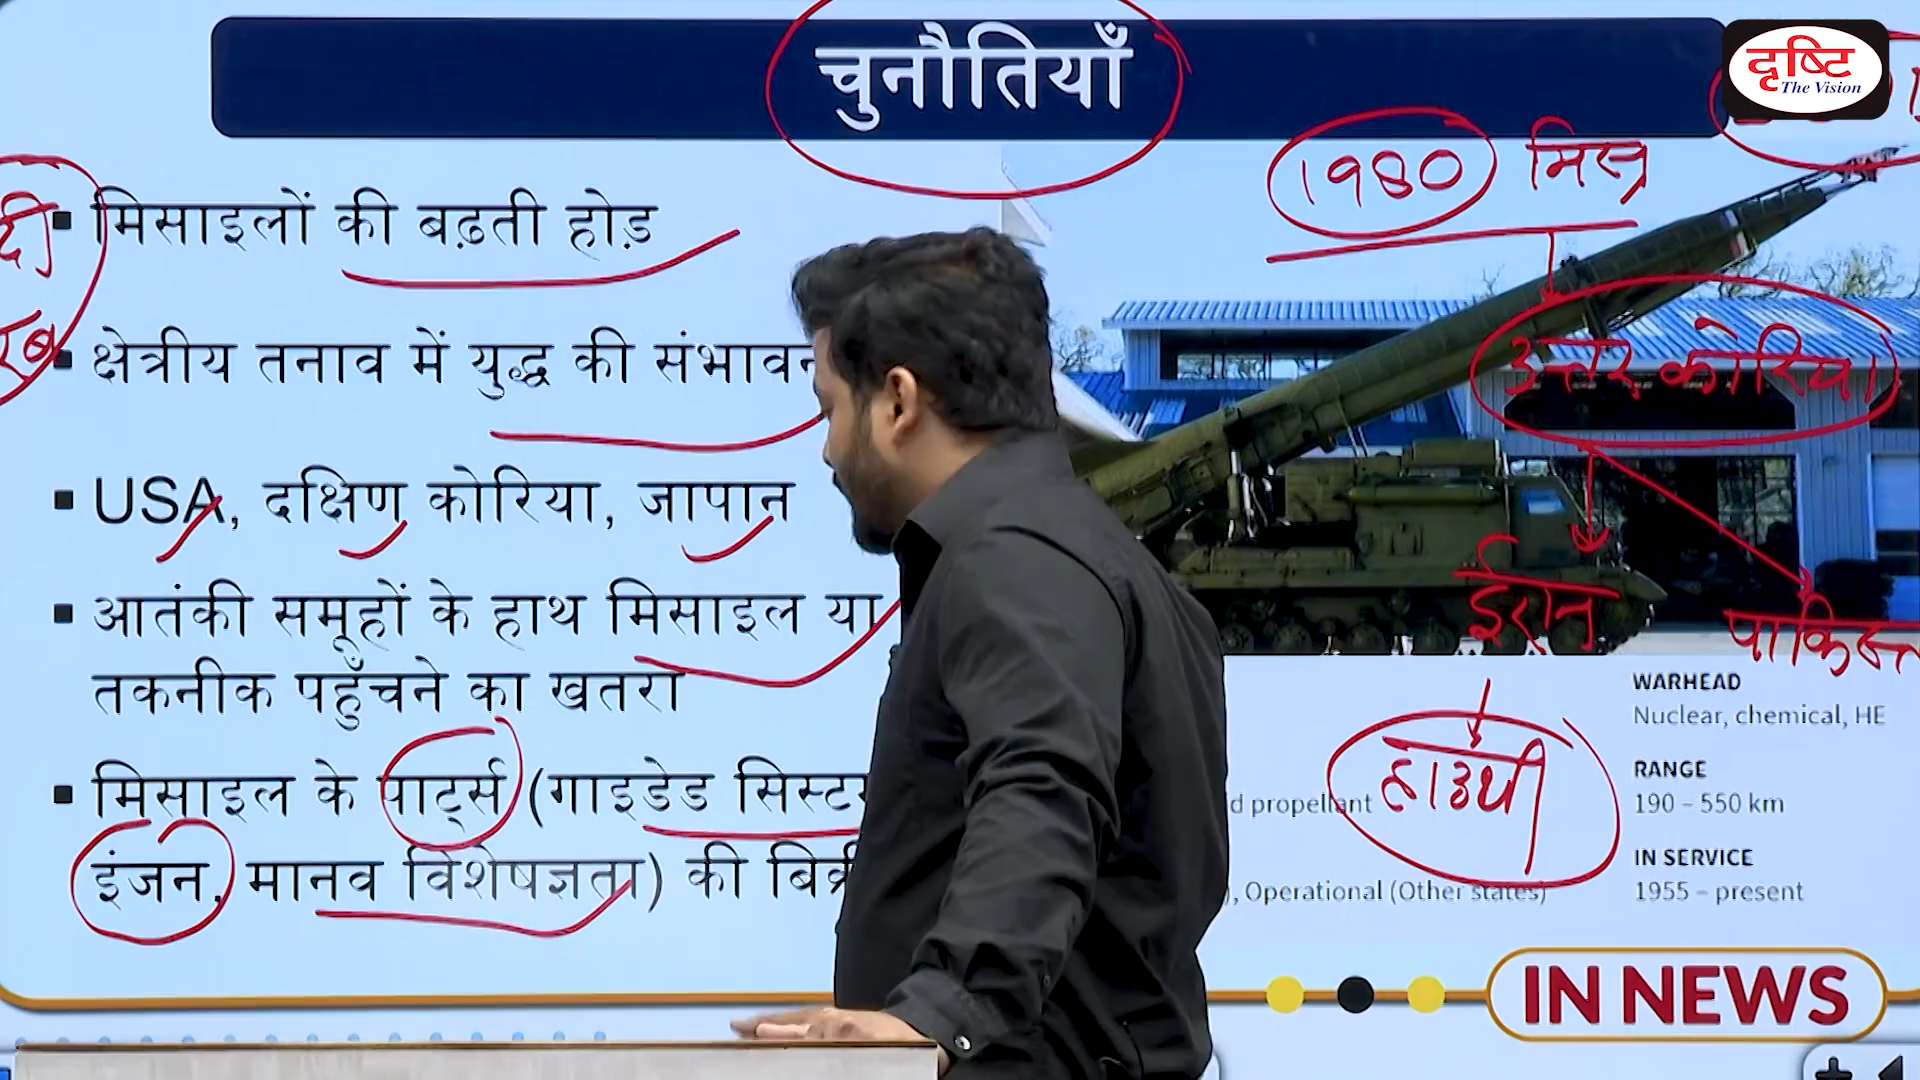 चुनौतियाँ
दृष्टि
The Vision
1980 मिस्र
मिसाइलों की बढ़ती होड़
क्षेत्रीय तनाव में युद्ध की
उत्तर कोरिया
USA, दक्षिण कोरिया, जापान
ईरान
आतंकी समूहों के हाथ मिसाइल या
तकनीक पहुँचने का खतरा
हाउथी
मिसाइल के पार्ट्स (गाइडेड
इंजन, मानव विशेषज्ञता) की
WARHEAD
Nuclear, chemical, HE
RANGE
190 – 550 km
propellant
IN SERVICE
1955 – present
, Operational (Other states)
IN NEWS